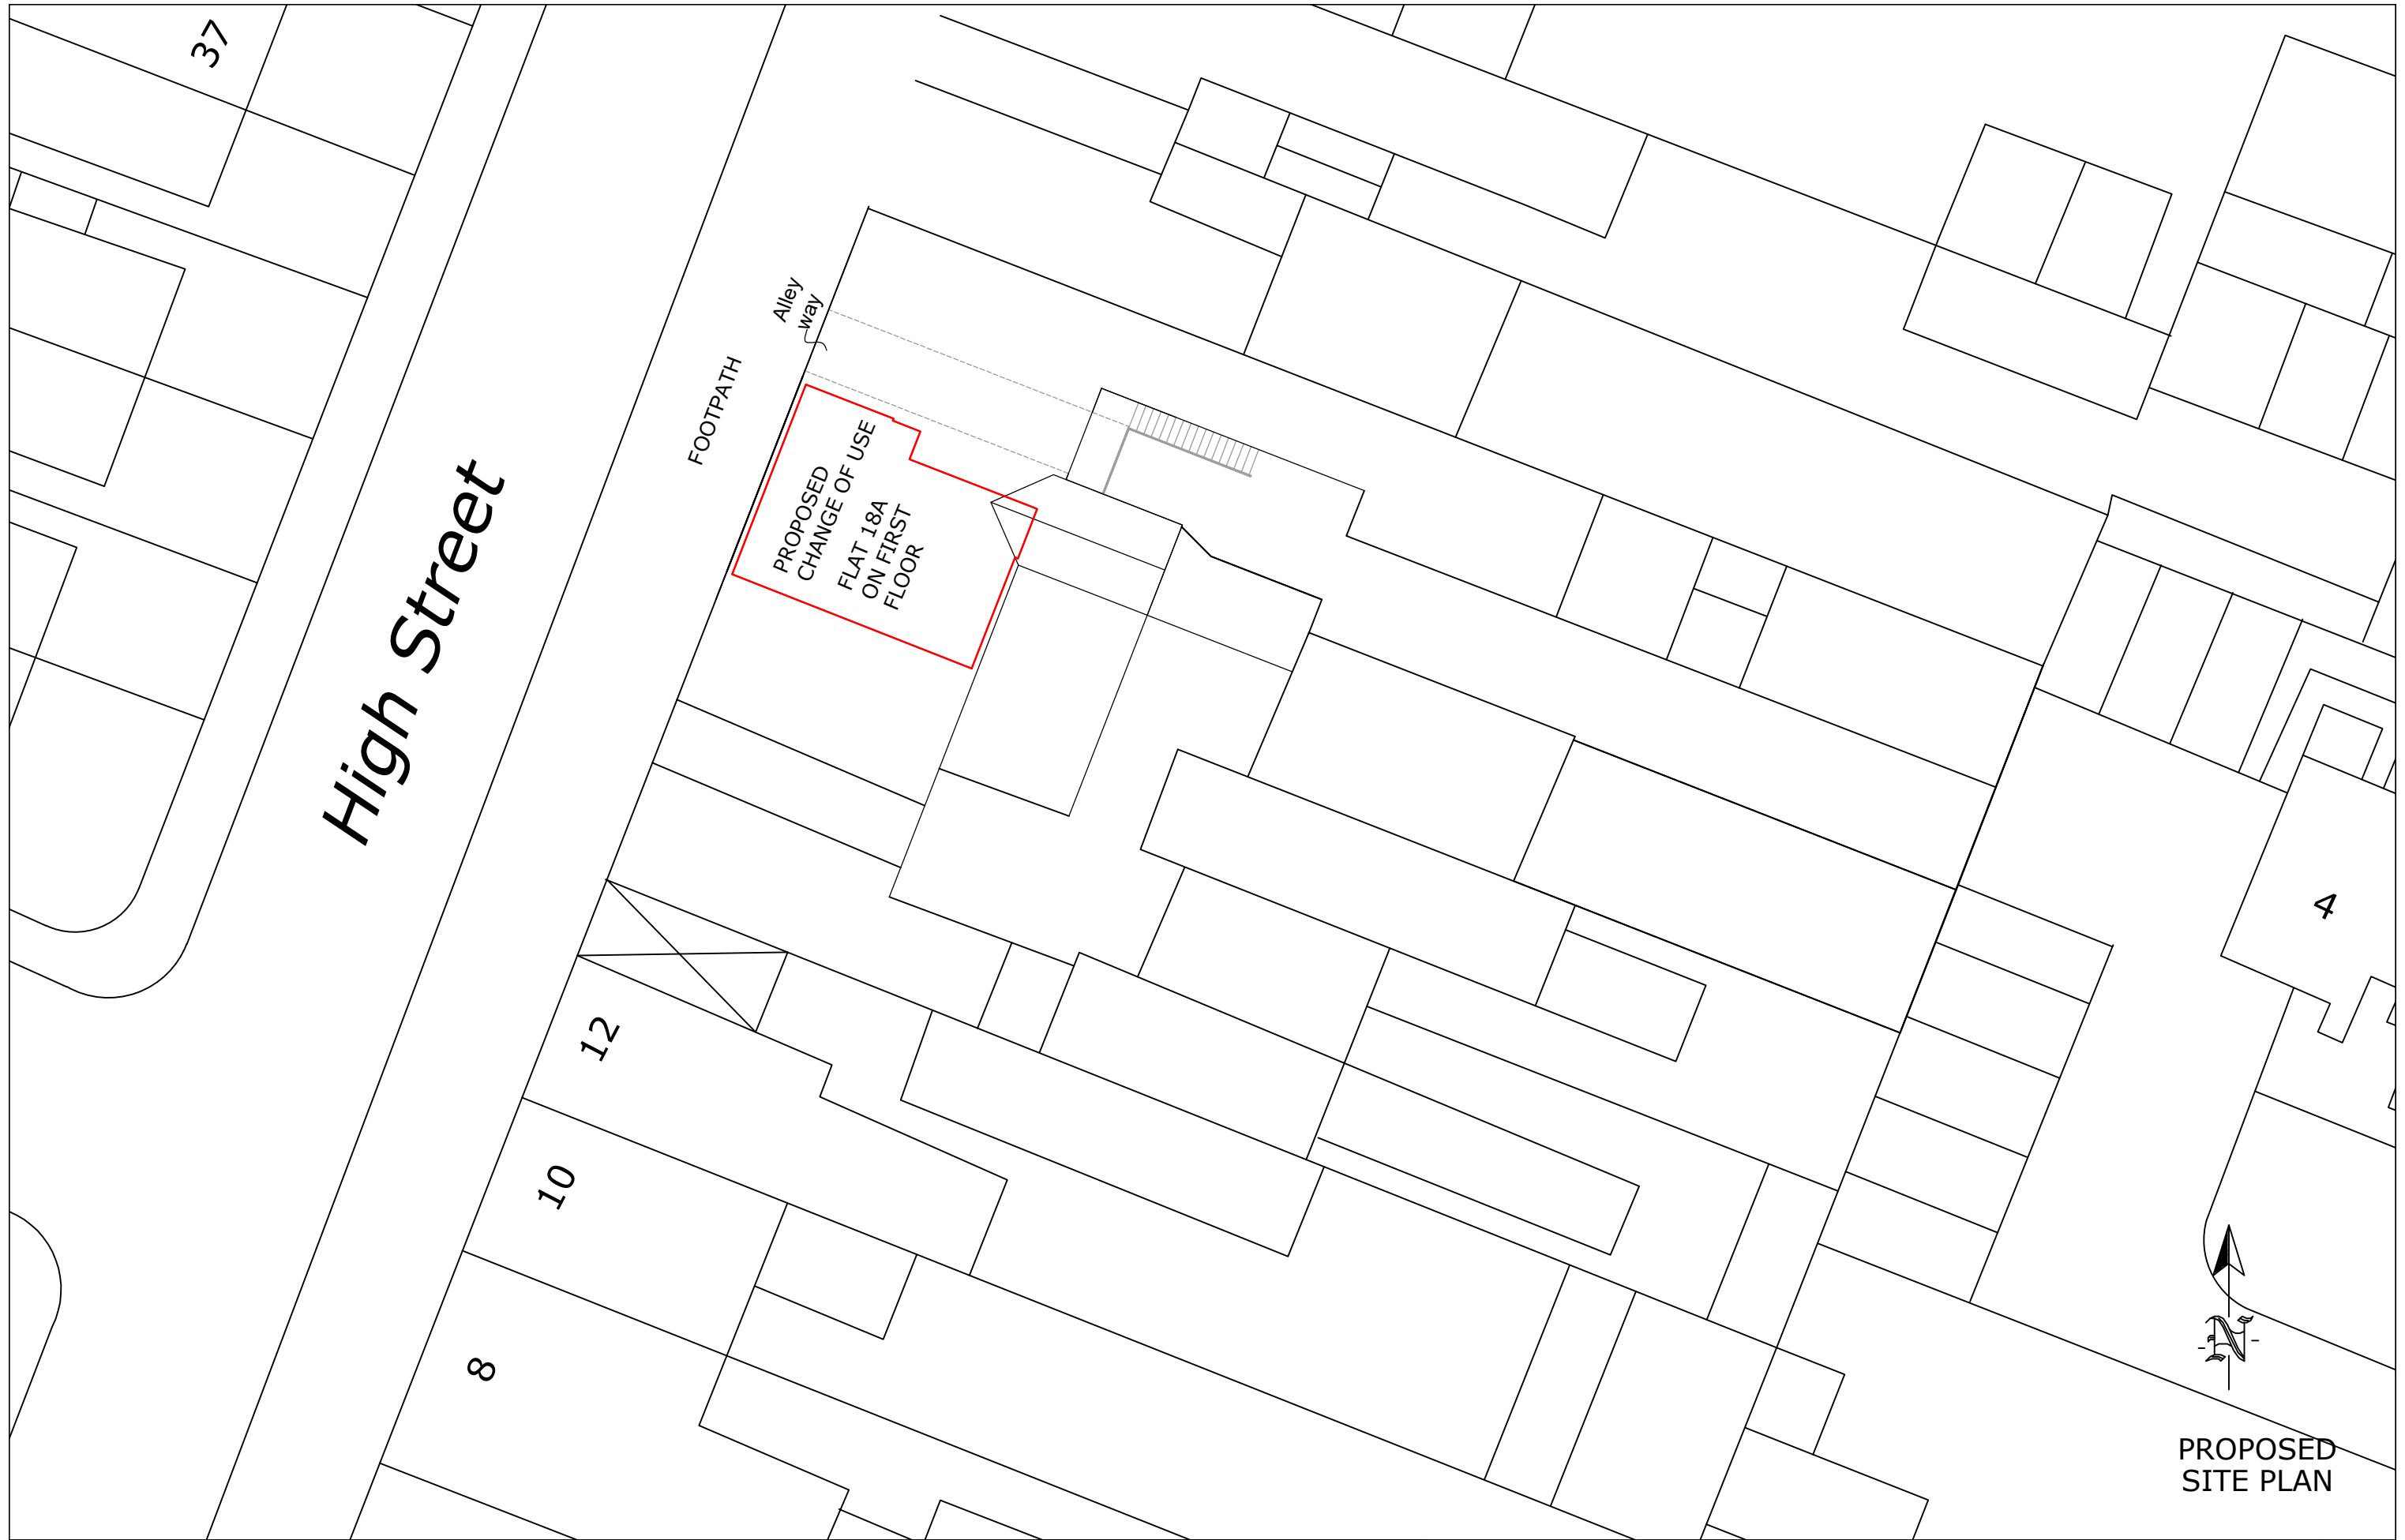 37
Alley
way
FOOTPATH
PROPOSED
CHANGE OF USE
FLAT 18A
ON FIRST
FLOOR
High Street
4
12
10
8
N
PROPOSED
SITE PLAN